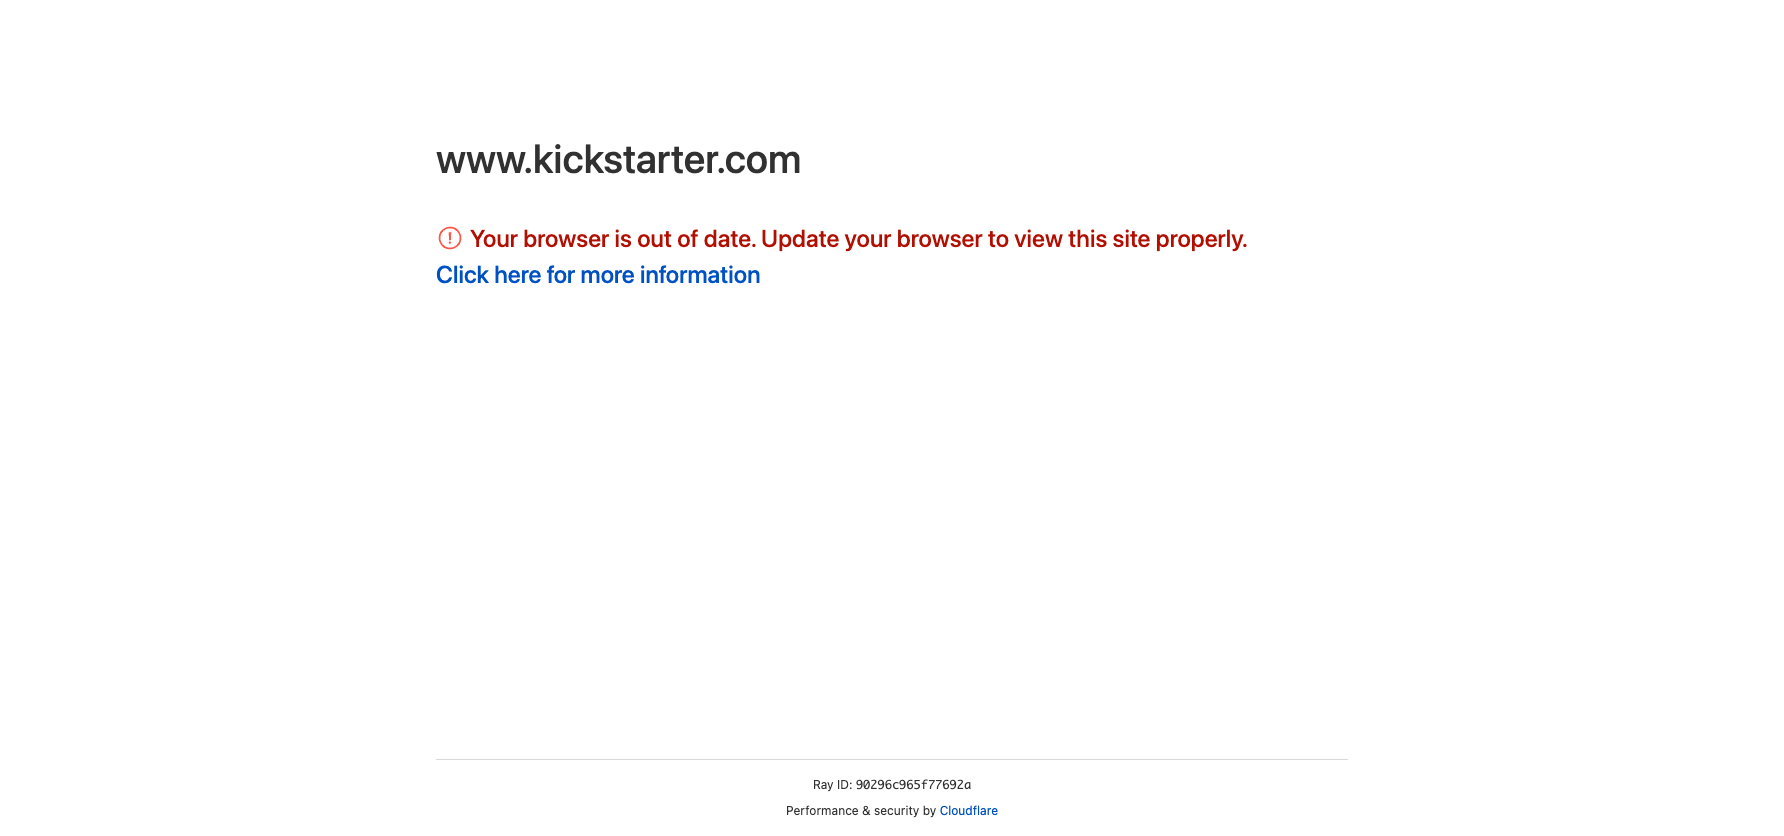 www.kickstarter.com
Your browser is out of date. Update your browser to view this site properly.
Click here for more information
Ray ID: 90296c965f77692a
Performance & security by Cloudflare